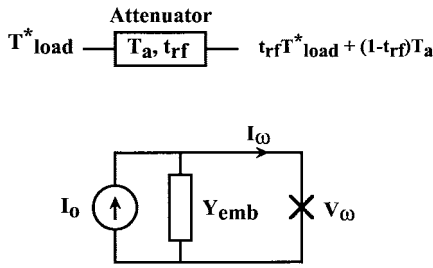 Attenuator
T*load
Ta, trf
trfT*load + (1-trf)Ta
Iω
Io
Yemb
Vω